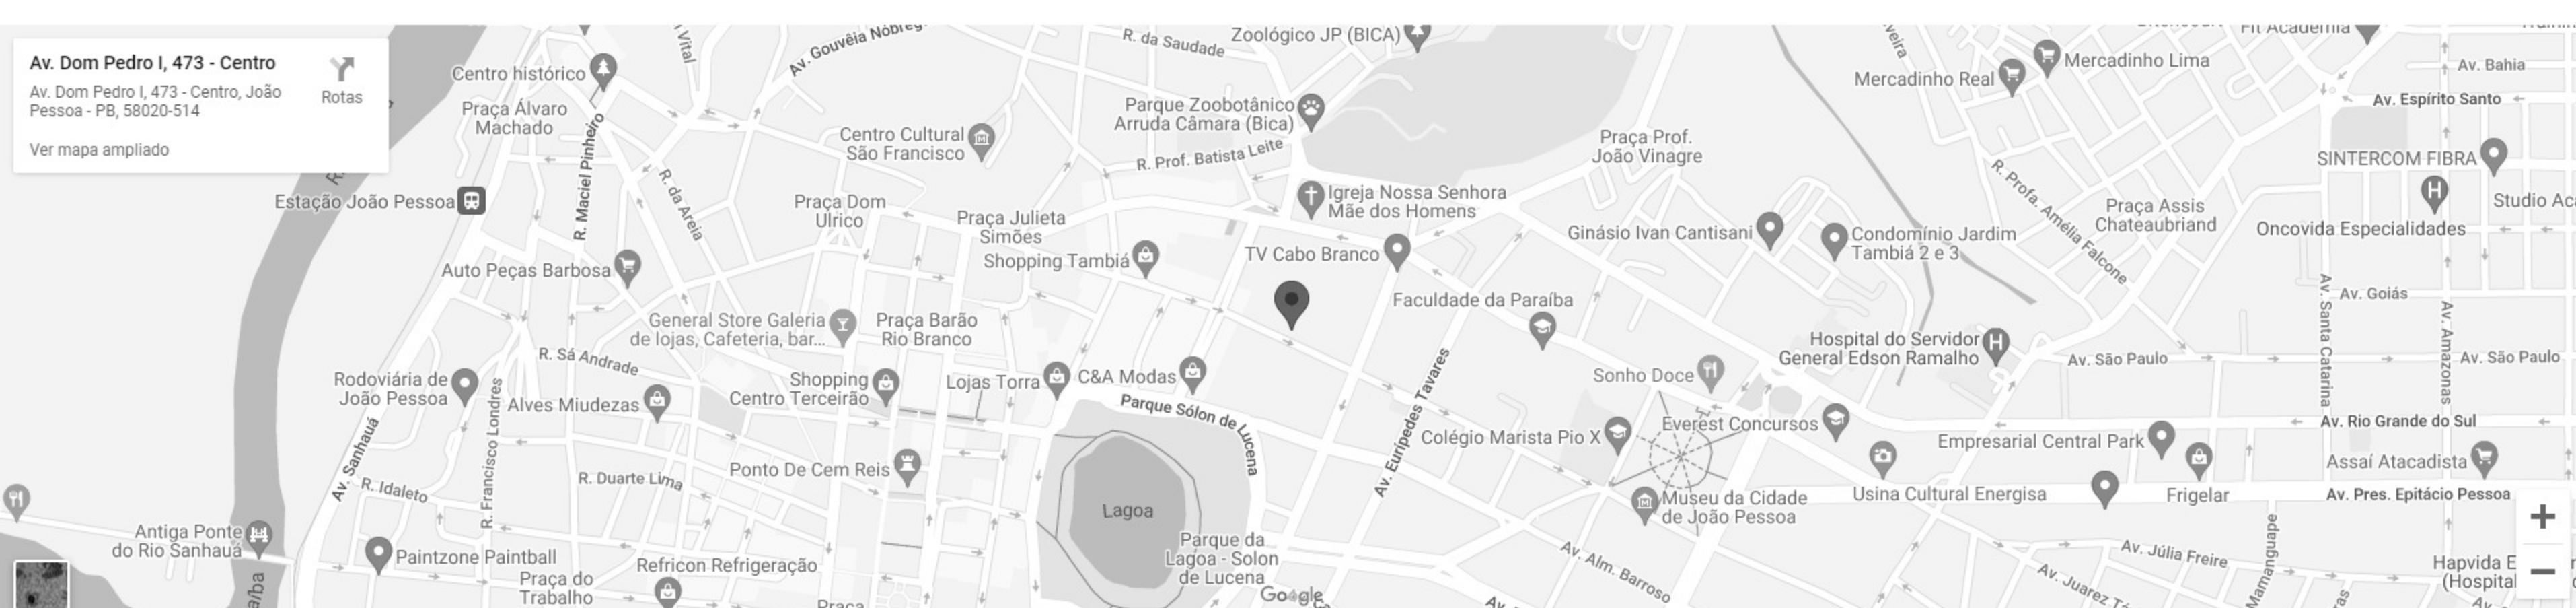 Av. Dom Pedro I, 473 - Centro
Av. Dom Pedro I, 473 - Centro, João
Pessoa - PB, 58020-514
Rotas
Ver mapa ampliado
Centro histórico
Praça Álvaro
Machado
R. Maciel Pinheiro
Vital
Av. Gouvêia Nóbreg
R. da Saudade
Zoológico JP (BICA)
Parque Zoobotânico
Arruda Câmara (Bica)
Centro Cultural
São Francisco
R. Prof. Batista Leite
Praça Prof.
João Vinagre
Mercadinho Real
Mercadinho Lima
Fit Academia
Av. Bahia
Av. Espírito Santo
SINTERCOM FIBRA
Studio Ac
Oncovida Especialidades
R. Profa. Amélia Falcone
Praça Assis
Chateaubriand
Estação João Pessoa
R. da Areia
Praça Dom
Ulrico
Praça Julieta
Simões
Igreja Nossa Senhora
Mãe dos Homens
Shopping Tambiá
TV Cabo Branco
Ginásio Ivan Cantisani
Condomínio Jardim
Tambiá 2 e 3
Auto Peças Barbosa
General Store Galeria
de lojas, Cafeteria, bar...
Praça Barão
Rio Branco
Faculdade da Paraíba
Hospital do Servidor
General Edson Ramalho
Av. Goiás
Av. Santa Catarina
Av. Amazonas
Av. São Paulo
Av. São Paulo
R. Sá Andrade
Rodoviária de
João Pessoa
Alves Miudezas
Shopping
Centro Terceirão
Lojas Torra
C&A Modas
Parque Sólon de Lucena
Av. Eurípedes Tavares
Sonho Doce
Colégio Marista Pio X
Everest Concursos
Empresarial Central Park
Av. Rio Grande do Sul
Assaí Atacadista
Av. Sanhauá
R. Francisco Londres
R. Idaleto
R. Duarte Lima
Ponto De Cem Reis
Lagoa
Museu da Cidade
de João Pessoa
Usina Cultural Energisa
Frigelar
Av. Pres. Epitácio Pessoa
Antiga Ponte
do Rio Sanhauá
Paintzone Paintball
Praça do
Trabalho
Refricon Refrigeração
Praça
Parque da
Lagoa - Solon
de Lucena
Google
Av. Alm. Barroso
Av. Júlia Freire
Av. Juarez T
Mamanguape
Hapvida E
(Hospital